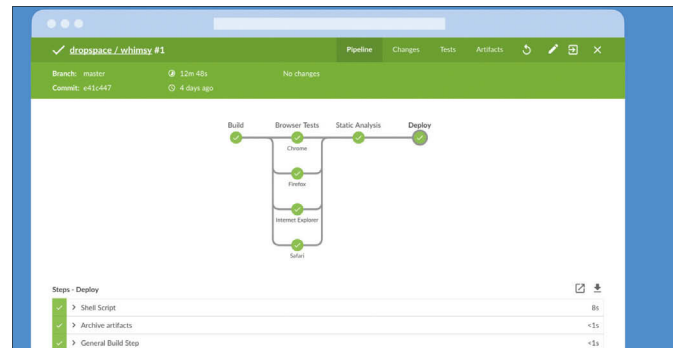 dropspace / whimsy #1
Pipeline Changes Tests Artifacts
Branch: master 12m 48s No changes
Commit: e41c447 4 days ago
Build Browser Tests Static Analysis Deploy
Chrome
Firefox
Internet Explorer
Safari
Steps - Deploy
Shell Script 8s
Archive artifacts <1s
General Build Step <1s